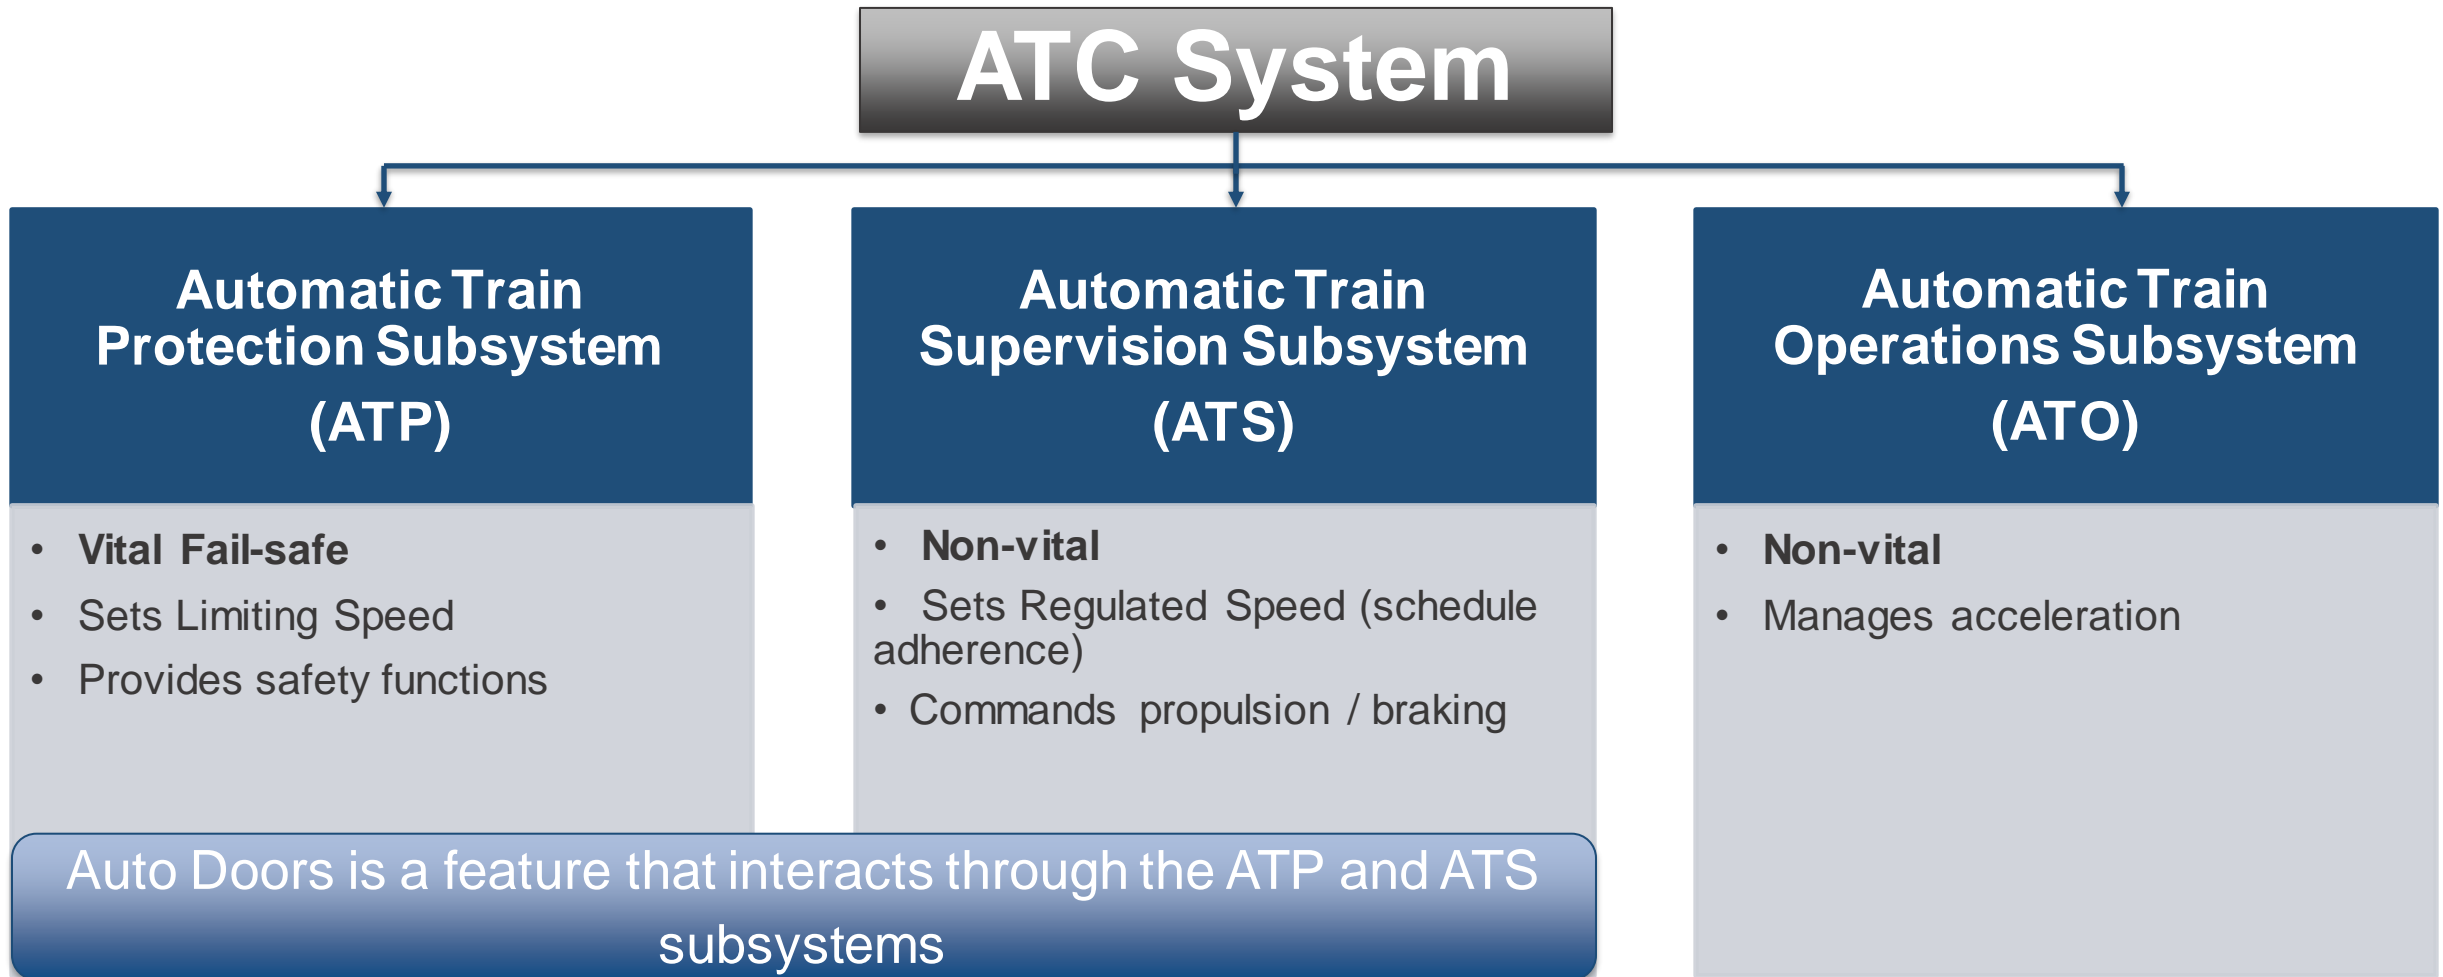 ATC System
Automatic Train
Protection Subsystem
(ATP)
• Vital Fail-safe
• Sets Limiting Speed
• Provides safety functions
Automatic Train
Supervision Subsystem
(ATS)
• Non-vital
• Sets Regulated Speed (schedule
adherence)
• Commands propulsion / braking
Automatic Train
Operations Subsystem
(ATO)
• Non-vital
• Manages acceleration
Auto Doors is a feature that interacts through the ATP and ATS
subsystems